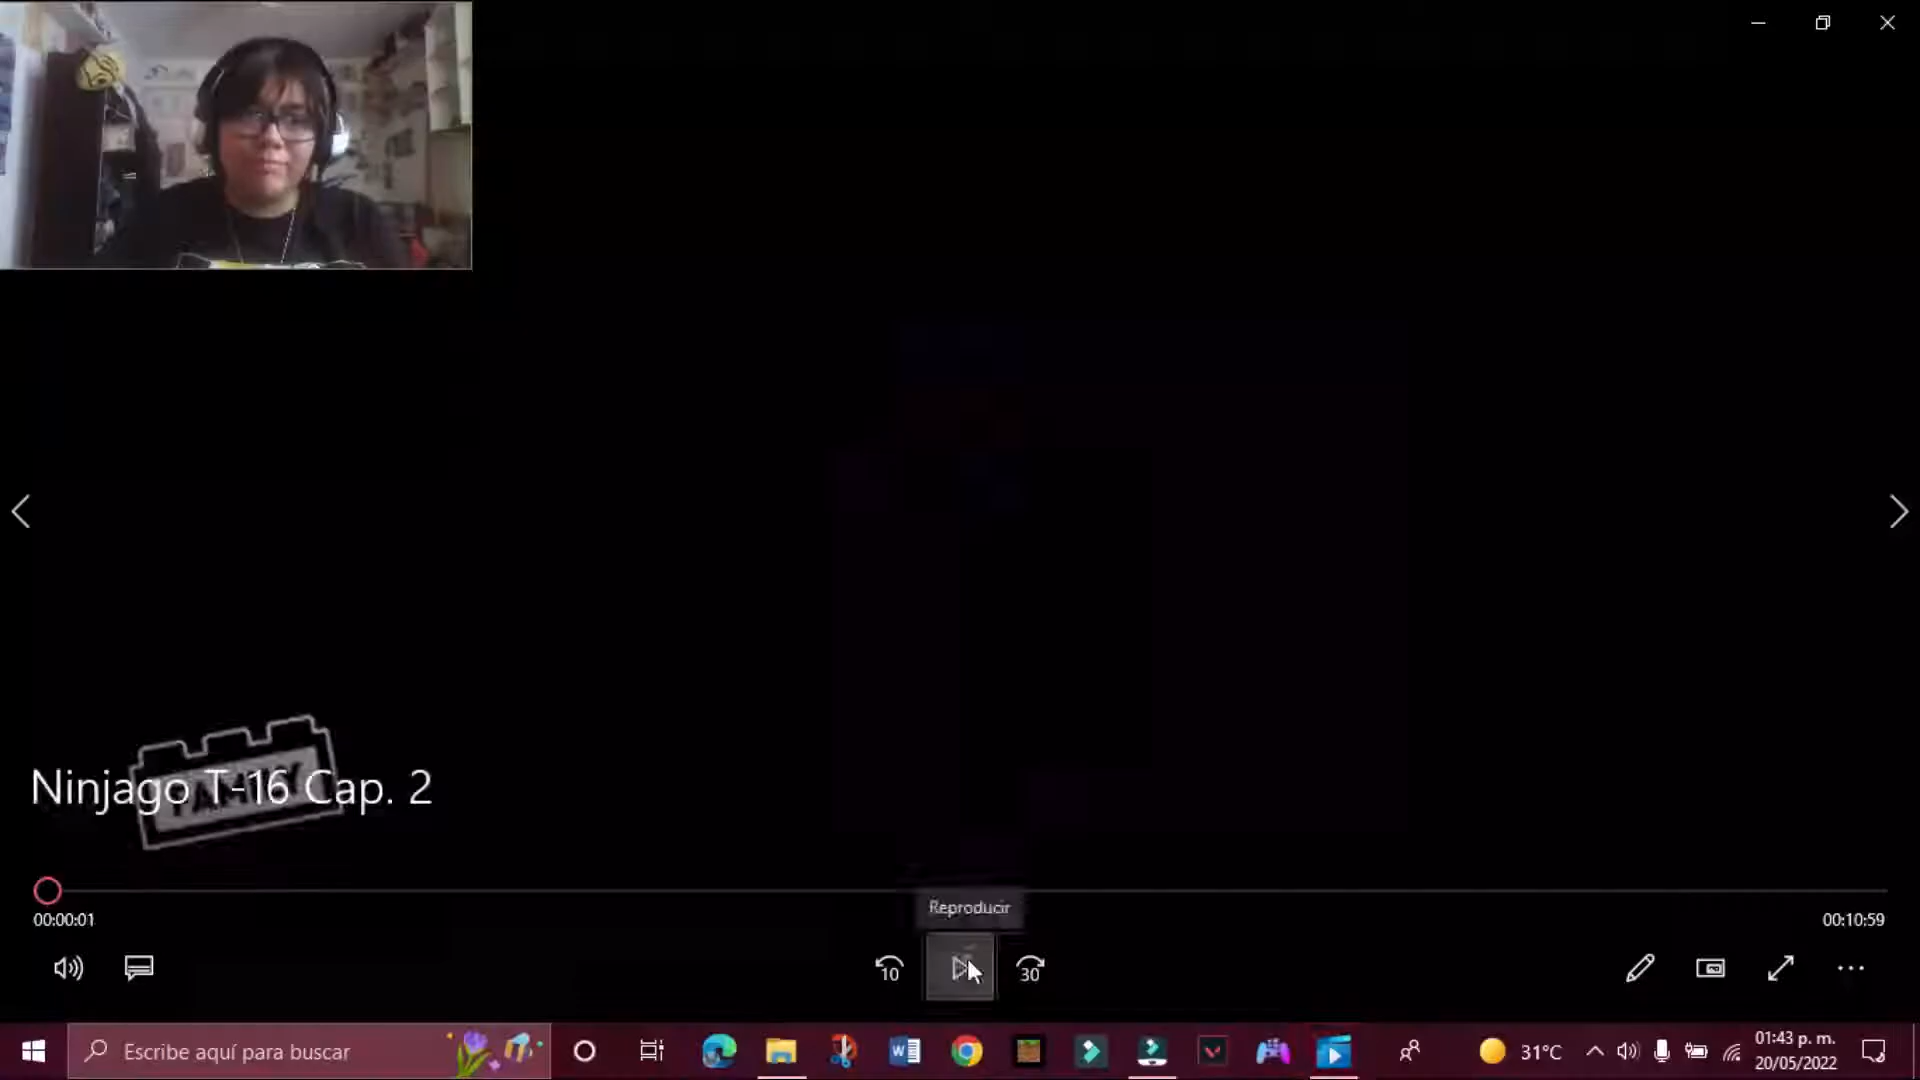 Ninjago T-16 Cap. 2
FAMILY
Reproducir
00:00:01
00:10:59
10
30
Escribe aquí para buscar
31°C
01:43 p. m.
20/05/2022